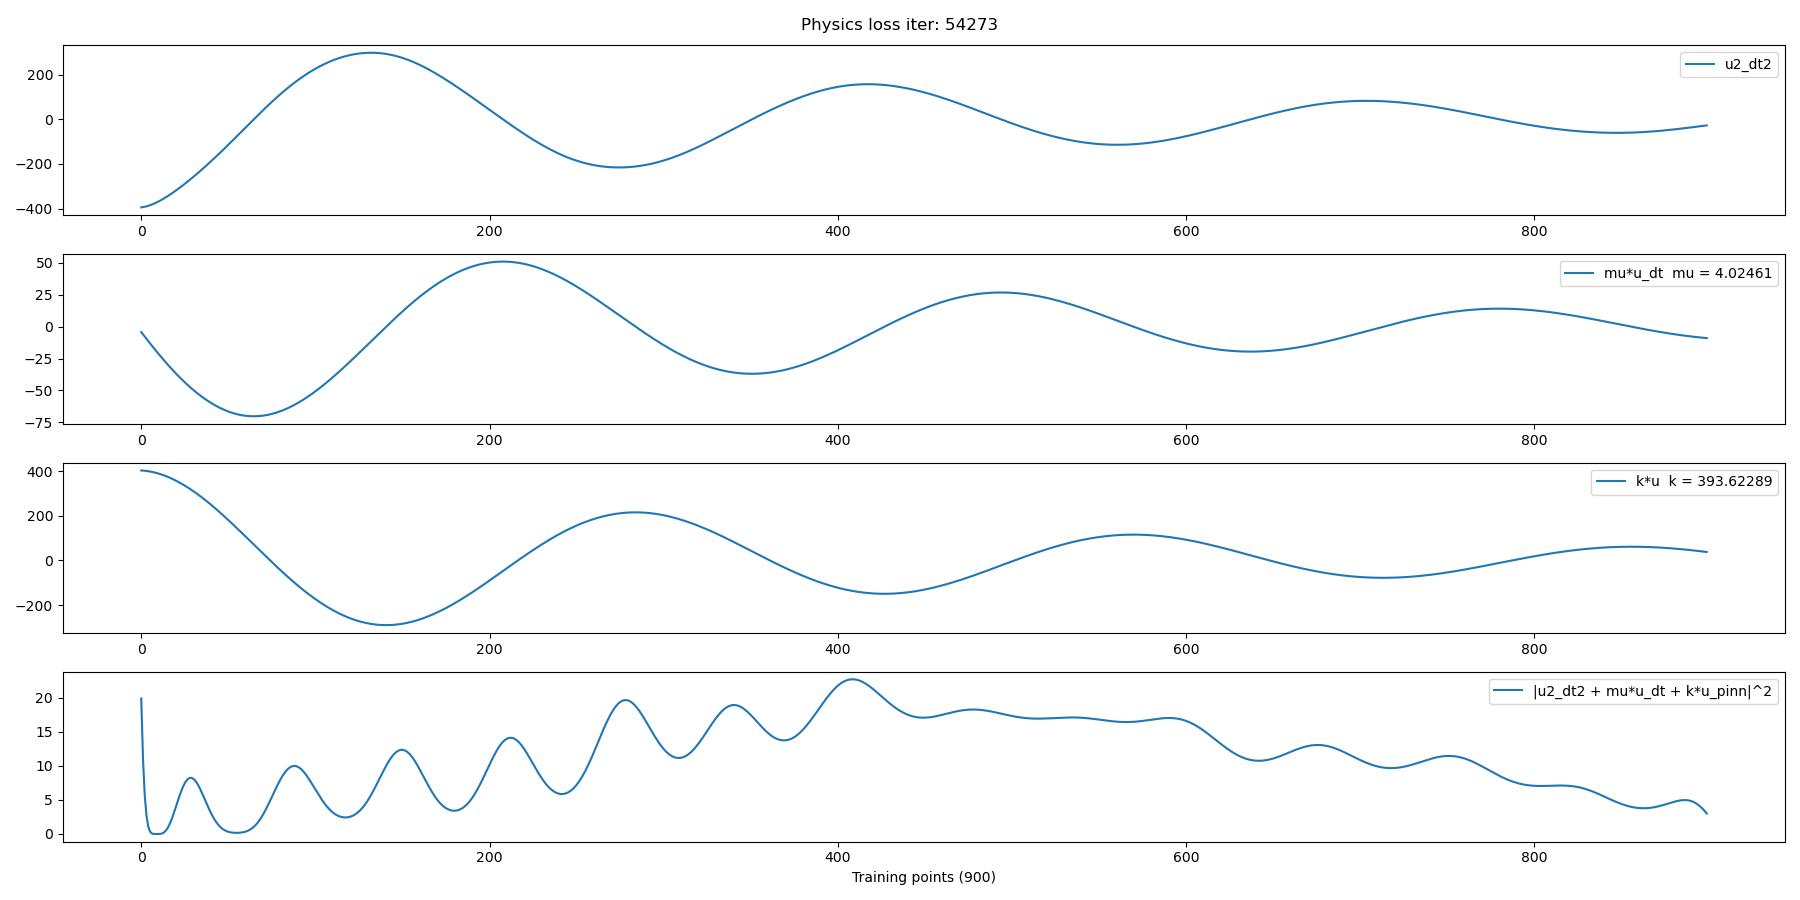 Physics loss iter: 54273
u2_dt2
200
0
−200
−400
0 200 400 600 800
mu*u_dt  mu = 4.02461
50
25
0
−25
−50
−75
0 200 400 600 800
k*u  k = 393.62289
400
200
0
−200
0 200 400 600 800
|u2_dt2 + mu*u_dt + k*u_pinn|^2
20
15
10
5
0
0 200 400 600 800
Training points (900)